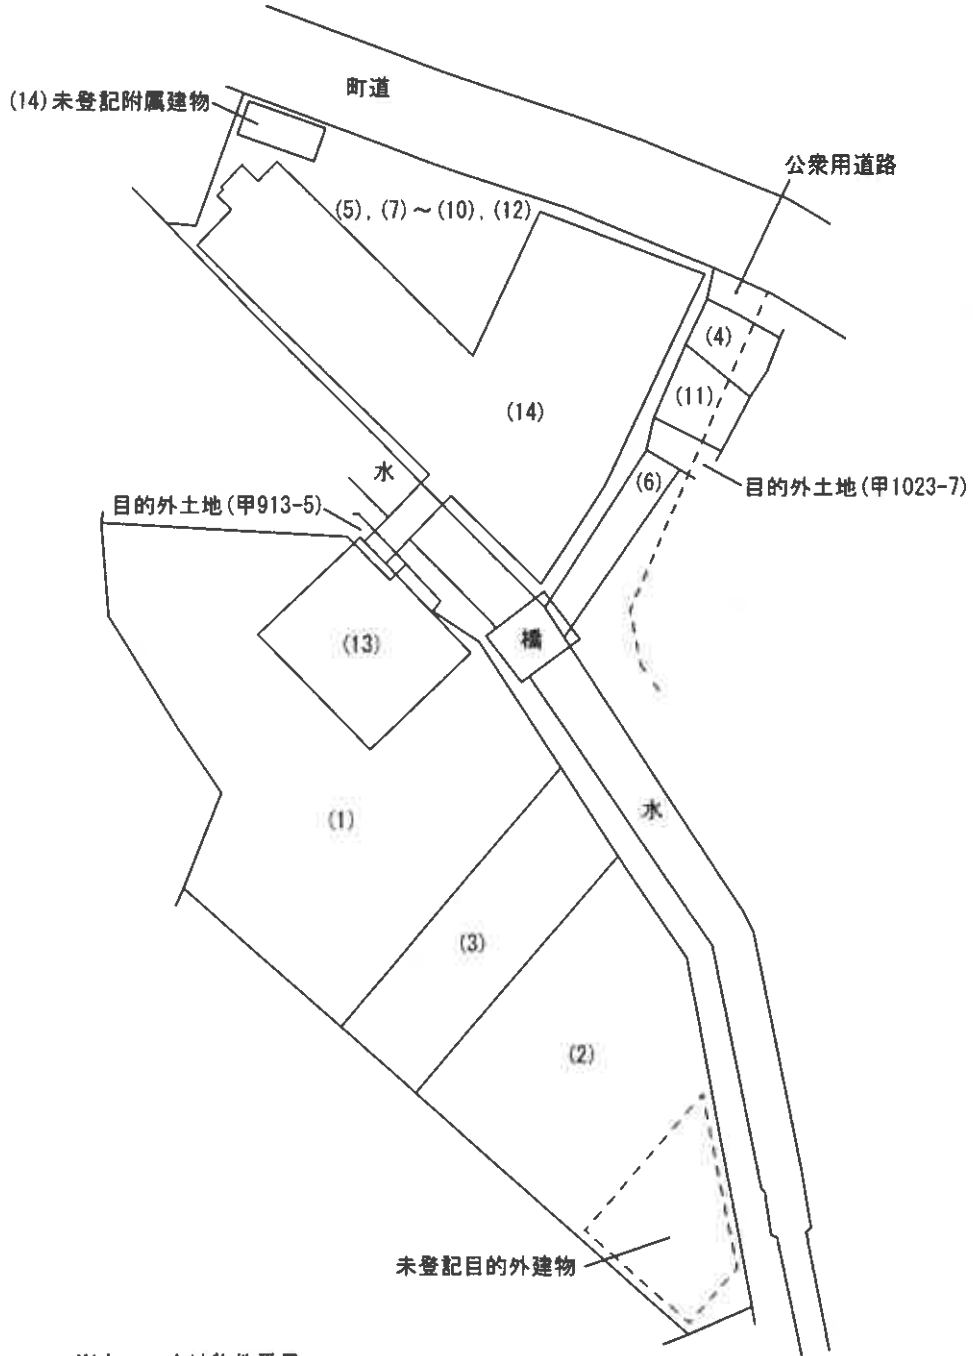 町道
(14)未登記附属建物
公衆用道路
(5), (7)～(10), (12)
(4)
(11)
(14)
水
(6)
目的外土地(甲1023-7)
目的外土地(甲913-5)
(13)
橋
(1)
水
(3)
(2)
未登記目的外建物